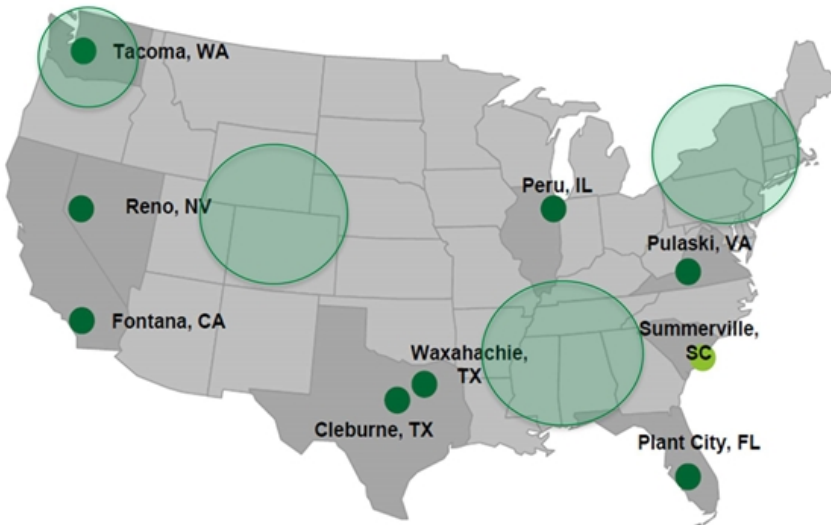 Tacoma, WA
Peru, IL
Reno, NV
Pulaski, VA
Fontana, CA
Summerville,
SC
Waxahachie,
TX
Cleburne, TX
Plant City, FL